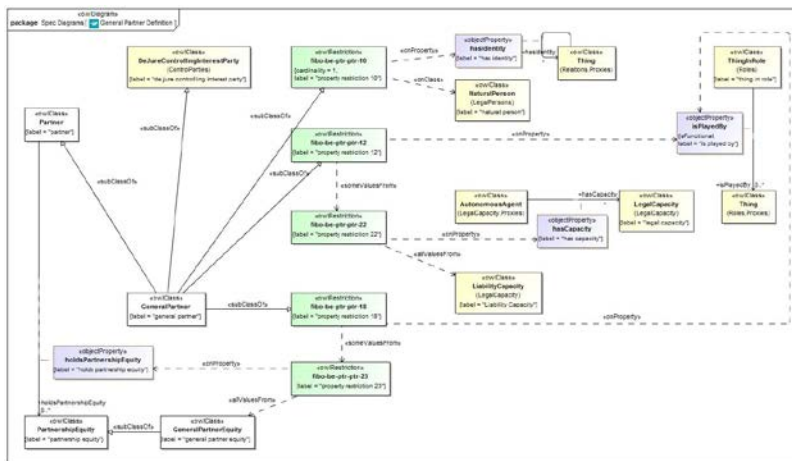 «owlDiagram»
package Spec Diagrams[ General Partner Definition ]
«owlClass»
DeJureControllingInterestParty
(ControlParties)
[label = "de jure controlling interest party"]
«owlRestriction»
fibo-be-ptr-ptr-10
[cardinality = 1,
label = "property restriction 10"]
«onProperty»
«objectProperty»
hasIdentity
[label = "has identity"]
+hasIdentity
«owlClass»
Thing
(Relations.Proxies)
«owlClass»
ThingInRole
(Roles)
[label = "thing in role"]
«onClass»
«owlClass»
NaturalPerson
(LegalPersons)
[label = "natural person"]
«owlClass»
Partner
[label = "partner"]
«subClassOf»
«subClassOf»
«subClassOf»
«subClassOf»
«owlRestriction»
fibo-be-ptr-ptr-12
[label = "property restriction 12"]
«onProperty»
«objectProperty»
isPlayedBy
[isFunctional,
label = "is played by"]
«someValuesFrom»
«owlClass»
AutonomousAgent
(LegalCapacity.Proxies)
+hasCapacity
«owlClass»
LegalCapacity
(LegalCapacity)
[label = "legal capacity"]
+isPlayedBy 0..*
«owlClass»
Thing
(Roles.Proxies)
«owlRestriction»
fibo-be-ptr-ptr-22
[label = "property restriction 22"]
«onProperty»
«objectProperty»
hasCapacity
[label = "has capacity"]
«allValuesFrom»
«owlClass»
LiabilityCapacity
(LegalCapacity)
[label = "Liability Capacity"]
«owlClass»
GeneralPartner
[label = "general partner"]
«subClassOf»
«owlRestriction»
fibo-be-ptr-ptr-18
[label = "property restriction 18"]
«onProperty»
«someValuesFrom»
«objectProperty»
holdsPartnershipEquity
[label = "holds partnership equity"]
«onProperty»
«owlRestriction»
fibo-be-ptr-ptr-23
[label = "property restriction 23"]
«allValuesFrom»
+holdsPartnershipEquity
0..*
«owlClass»
PartnershipEquity
[label = "partnership equity"]
«subClassOf»
«owlClass»
GeneralPartnerEquity
[label = "general partner equity"]